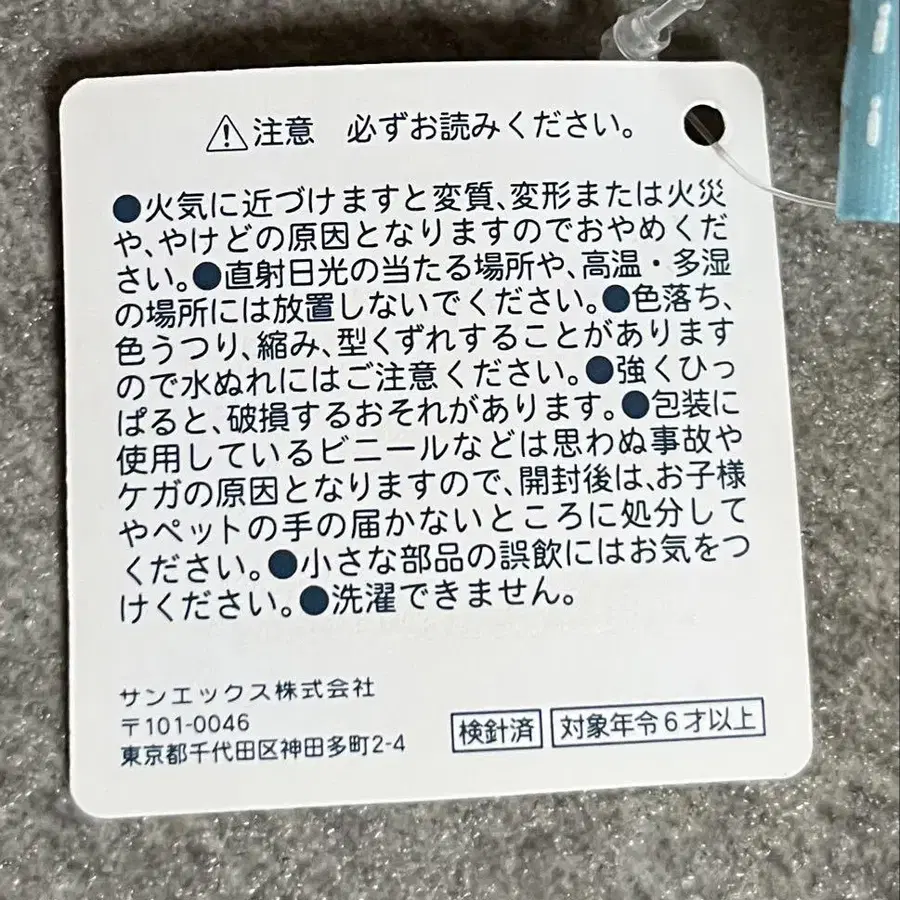 ⚠注意 必ずお読みください。
●火気に近づけますと変質、変形または火災
や、やけどの原因となりますのでおやめくだ
さい。●直射日光の当たる場所や、高温・多湿
の場所には放置しないでください。●色落ち、
色うつり、縮み、型くずれすることがあります
ので水ぬれにはご注意ください。●強くひっ
ぱると、破損するおそれがあります。●包装に
使用しているビニールなどは思わぬ事故や
ケガの原因となりますので、開封後は、お子様
やペットの手の届かないところに処分して
ください。●小さな部品の誤飲にはお気をつ
けください。●洗濯できません。
サンエックス株式会社
〒101-0046
東京都千代田区神田多町2-4
検針済 対象年令6才以上